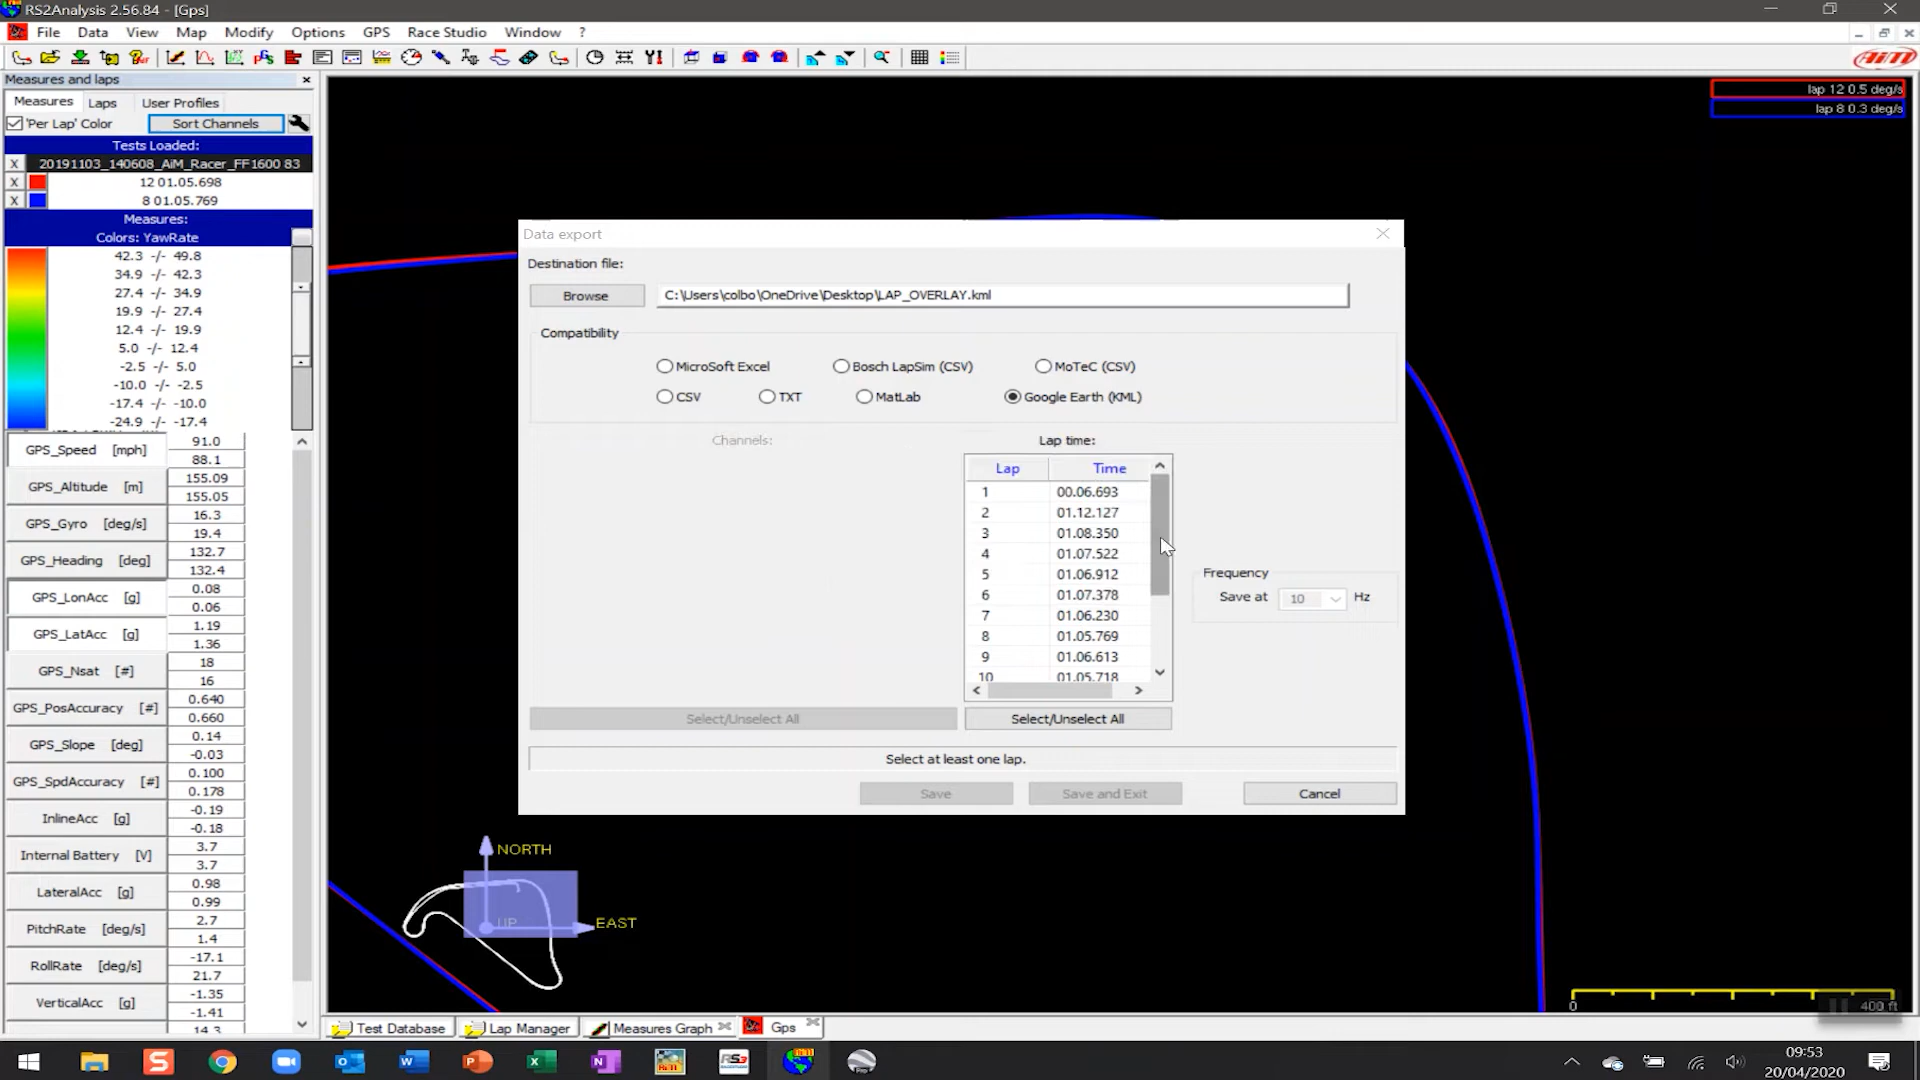 RS2Analysis 2.56.84 - [Gps]
File Data View Map Modify Options GPS Race Studio Window ?
Measures and laps
Measures Laps User Profiles
'Per Lap' Color Sort Channels
Tests Loaded:
X 20191103_140608_AiM_Racer_FF1600 83
X 12 01.05.698
X 8 01.05.769
Measures:
Colors: YawRate
42.3 -/- 49.8
34.9 -/- 42.3
27.4 -/- 34.9
19.9 -/- 27.4
12.4 -/- 19.9
5.0 -/- 12.4
-2.5 -/- 5.0
-10.0 -/- -2.5
-17.4 -/- -10.0
-24.9 -/- -17.4
GPS_Speed [mph] 91.0
88.1
GPS_Altitude [m] 155.09
155.05
GPS_Gyro [deg/s] 16.3
19.4
GPS_Heading [deg] 132.7
132.4
GPS_LonAcc [g] 0.08
0.06
GPS_LatAcc [g] 1.19
1.36
GPS_Nsat [#] 18
16
GPS_PosAccuracy [#] 0.640
0.660
GPS_Slope [deg] 0.14
-0.03
GPS_SpdAccuracy [#] 0.100
0.178
InlineAcc [g] -0.19
-0.18
Internal Battery [V] 3.7
3.7
LateralAcc [g] 0.98
0.99
PitchRate [deg/s] 2.7
1.4
RollRate [deg/s] -17.1
21.7
VerticalAcc [g] -1.35
-1.41
14.3
AiM
lap 12 0.5 deg/s
lap 8 0.3 deg/s
Data export
Destination file:
Browse C:\Users\colbo\OneDrive\Desktop\LAP_OVERLAY.kml
Compatibility
MicroSoft Excel Bosch LapSim (CSV) MoTeC (CSV)
CSV TXT MatLab Google Earth (KML)
Channels: Lap time:
Lap Time
1 00.06.693
2 01.12.127
3 01.08.350
4 01.07.522
5 01.06.912
6 01.07.378
7 01.06.230
8 01.05.769
9 01.06.613
10 01.05.718
Frequency
Save at 10 Hz
Select/Unselect All Select/Unselect All
Select at least one lap.
Save Save and Exit Cancel
NORTH
UP
EAST
0 400 ft
Test Database Lap Manager Measures Graph Gps
09:53
20/04/2020